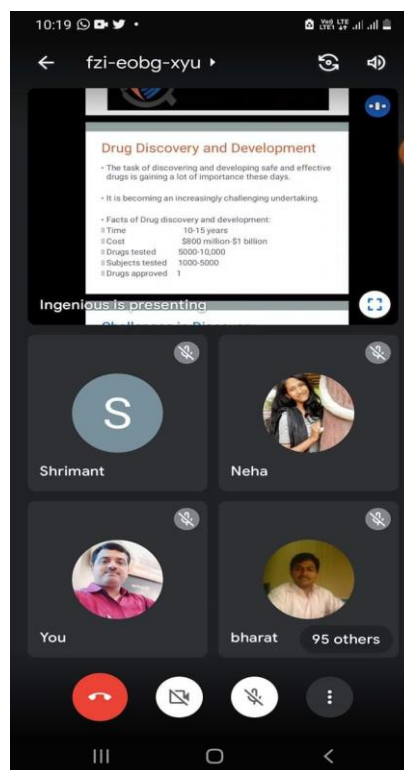 10:19
Vo) LTE
LTE1
fzi-eobg-xyu
Drug Discovery and Development
• The task of discovering and developing safe and effective
drugs is gaining a lot of importance these days.
• It is becoming an increasingly challenging undertaking.
• Facts of Drug discovery and development:
Time 10-15 years
Cost $800 million-$1 billion
Drugs tested 5000-10,000
Subjects tested 1000-5000
Drugs approved 1
Ingenious is presenting
S
Shrimant
Neha
You
bharat
95 others